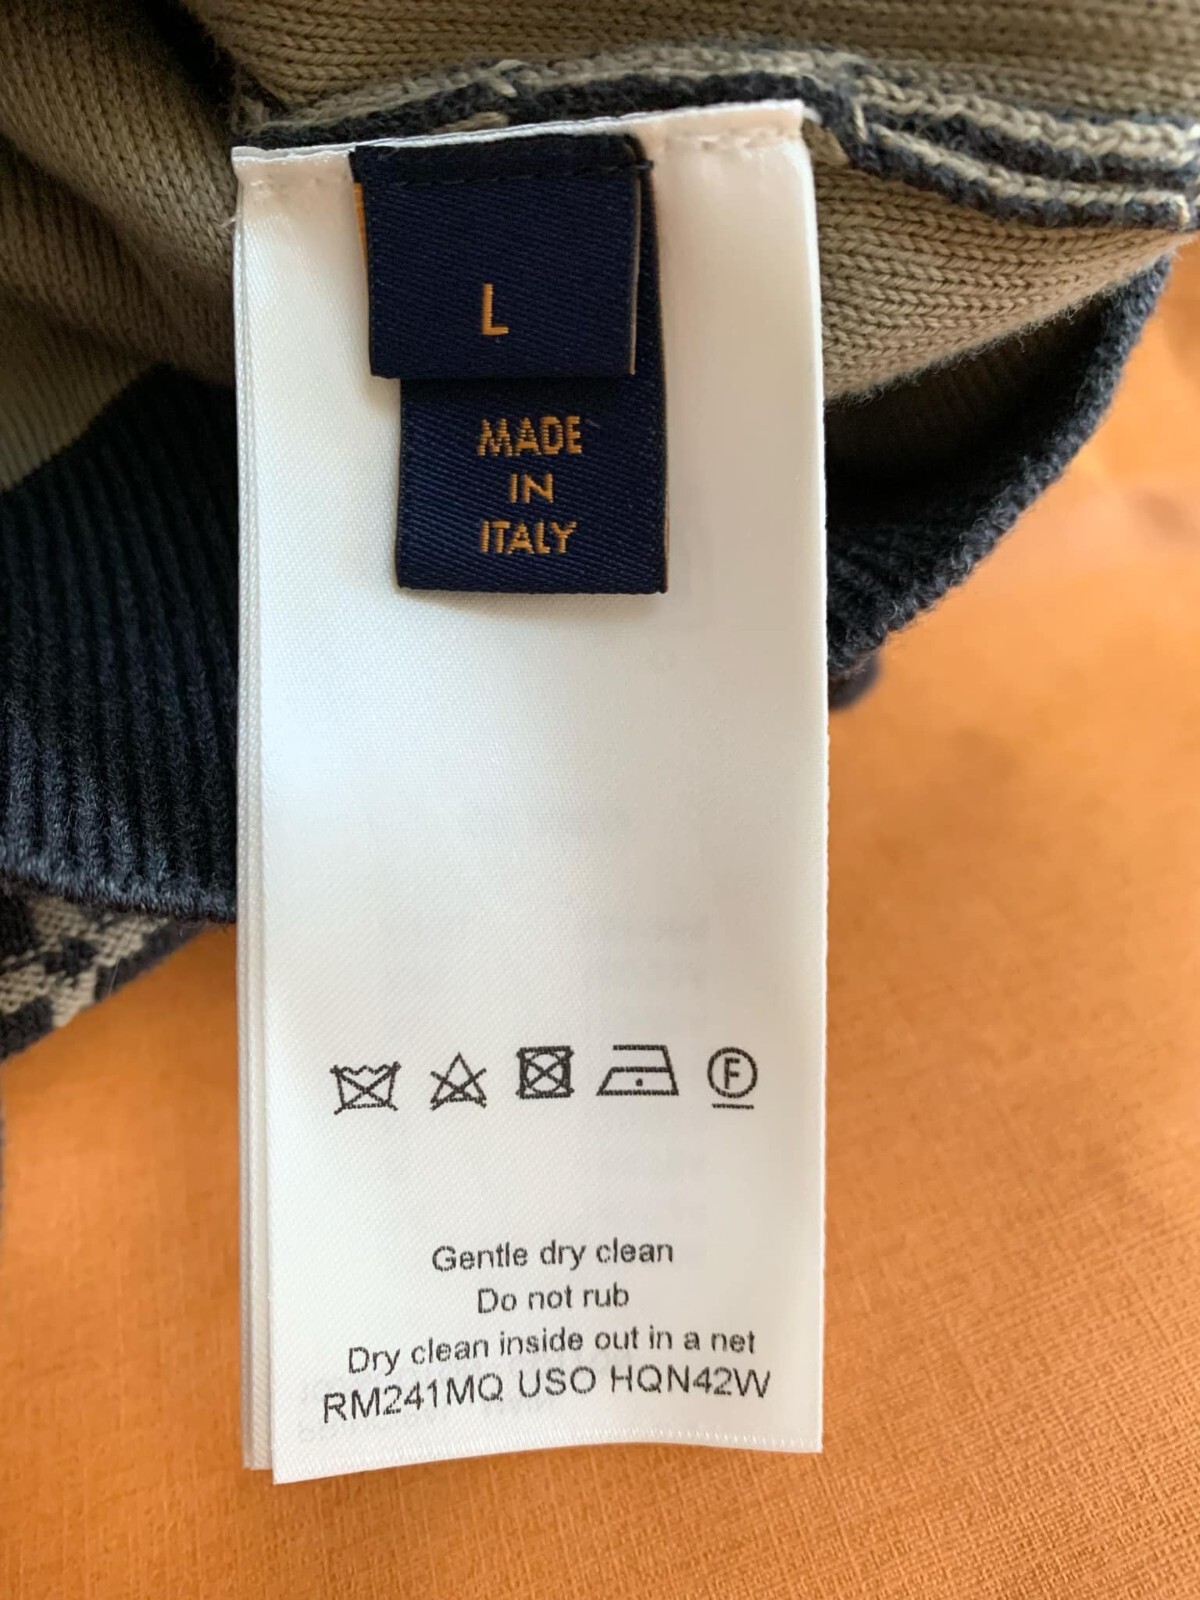 L
MADE
IN
ITALY
F
Gentle dry clean
Do not rub
Dry clean inside out in a net
RM241MQ USO HQN42W